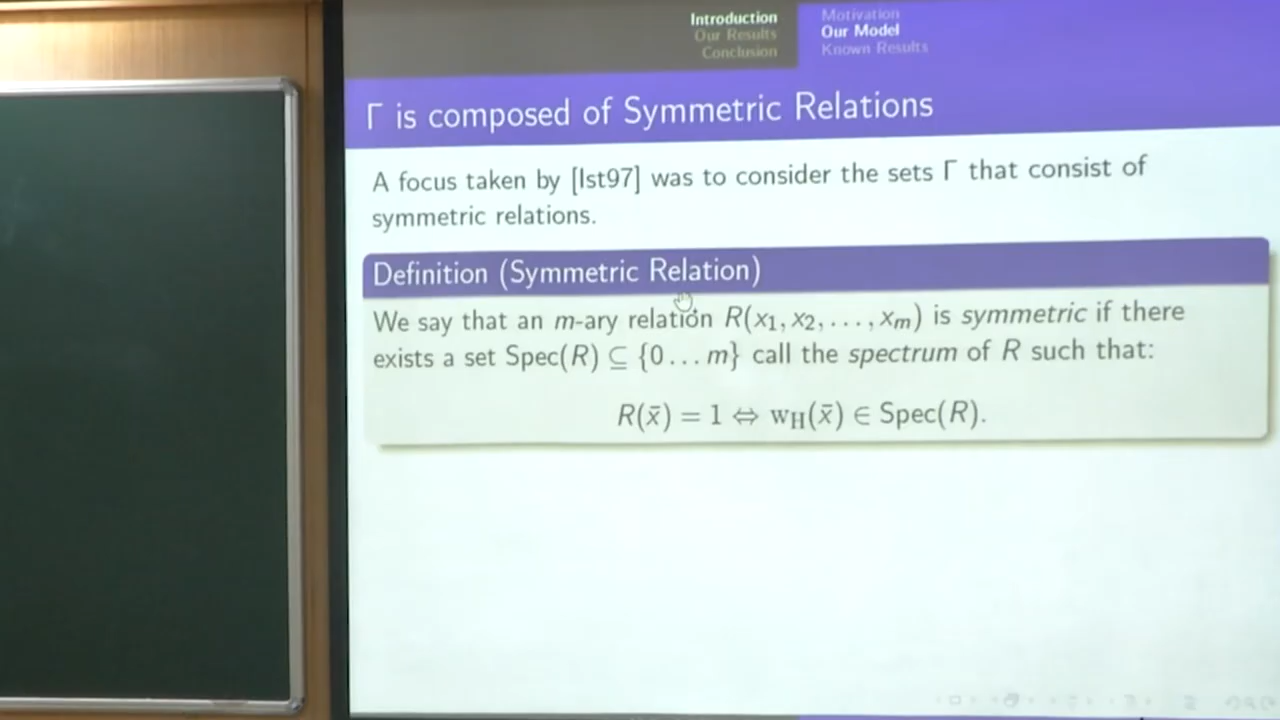 Introduction
Our Results
Conclusion
Motivation
Our Model
Known Results
Γ is composed of Symmetric Relations
A focus taken by [Ist97] was to consider the sets Γ that consist of
symmetric relations.
Definition (Symmetric Relation)
We say that an m-ary relation R(x₁, x₂, . . . , xₘ) is symmetric if there
exists a set Spec(R) ⊆ {0 . . . m} call the spectrum of R such that:
R(x̄) = 1 ⇔ w_H(x̄) ∈ Spec(R).